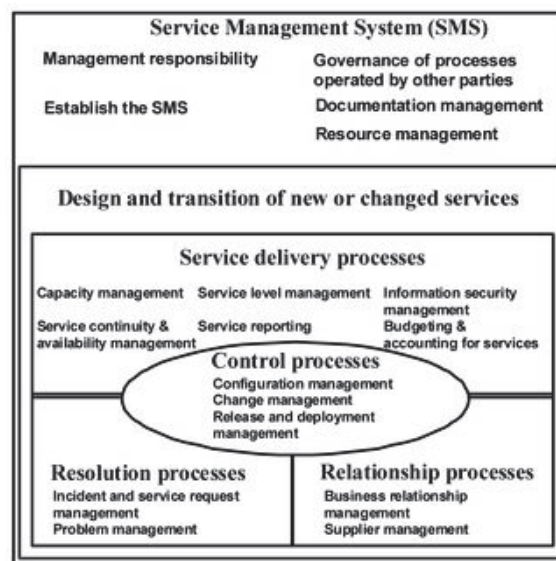 Service Management System (SMS)
Management responsibility
Governance of processes
operated by other parties
Establish the SMS
Documentation management
Resource management
Design and transition of new or changed services
Service delivery processes
Capacity management
Service level management
Information security
management
Service continuity &
availability management
Service reporting
Budgeting &
accounting for services
Control processes
Configuration management
Change management
Release and deployment
management
Resolution processes
Incident and service request
management
Problem management
Relationship processes
Business relationship
management
Supplier management